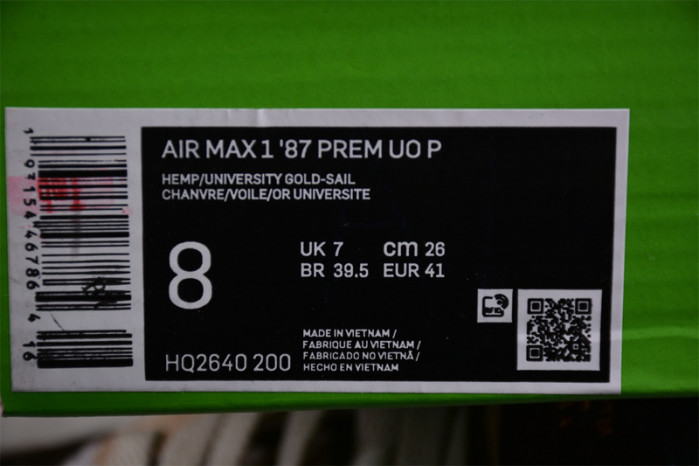 AIR MAX 1 '87 PREM UO P
HEMP/UNIVERSITY GOLD-SAIL
CHANVRE/VOILE/OR UNIVERSITE
8
UK 7 cm 26
BR 39.5 EUR 41
HQ2640 200
MADE IN VIETNAM /
FABRIQUE AU VIETNAM /
FABRICADO NO VIETNÃ /
HECHO EN VIETNAM